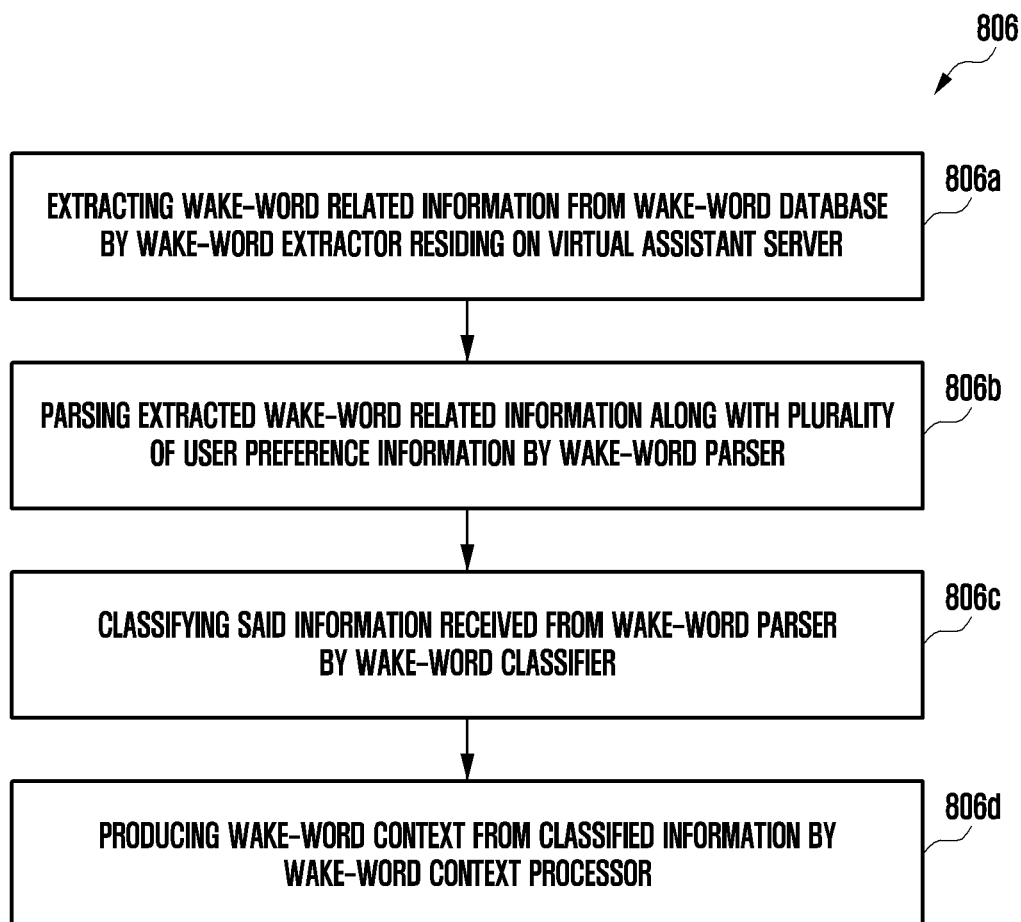 806
806a
EXTRACTING WAKE-WORD RELATED INFORMATION FROM WAKE-WORD DATABASE
BY WAKE-WORD EXTRACTOR RESIDING ON VIRTUAL ASSISTANT SERVER
806b
PARSING EXTRACTED WAKE-WORD RELATED INFORMATION ALONG WITH PLURALITY
OF USER PREFERENCE INFORMATION BY WAKE-WORD PARSER
806c
CLASSIFYING SAID INFORMATION RECEIVED FROM WAKE-WORD PARSER
BY WAKE-WORD CLASSIFIER
806d
PRODUCING WAKE-WORD CONTEXT FROM CLASSIFIED INFORMATION BY
WAKE-WORD CONTEXT PROCESSOR